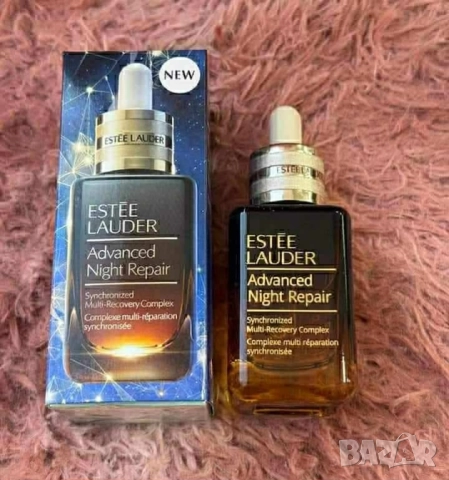 NEW
ESTĒE LAUDER
ESTĒE
LAUDER
Advanced
Night Repair
Synchronized
Multi-Recovery Complex
Complexe multi-réparation
synchronisée
ESTĒE LAUDER
ESTĒE
LAUDER
Advanced
Night Repair
Synchronized
Multi-Recovery Complex
Complexe multi réparation
synchronisée
BAZAR